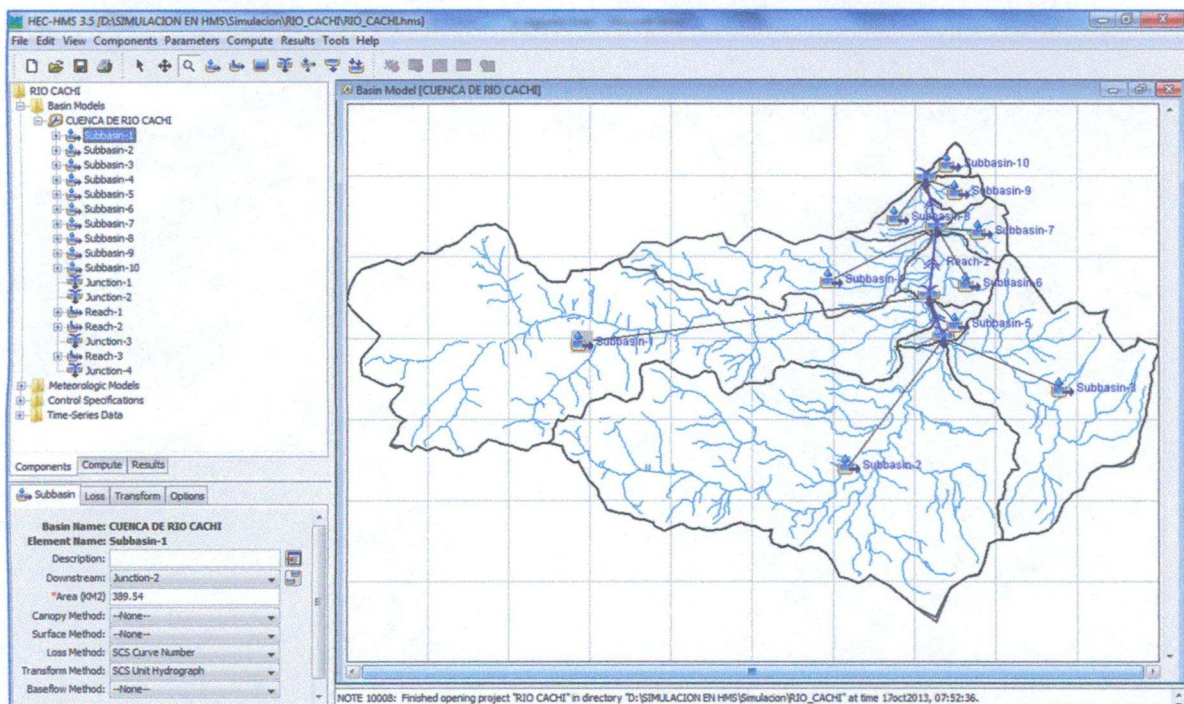 HEC-HMS 3.5 [D:\SIMULACION EN HMS\Simulacion\RIO_CACHI\RIO_CACHI.hms]
File Edit View Components Parameters Compute Results Tools Help
RIO CACHI
Basin Models
CUENCA DE RIO CACHI
Subbasin-1
Subbasin-2
Subbasin-3
Subbasin-4
Subbasin-5
Subbasin-6
Subbasin-7
Subbasin-8
Subbasin-9
Subbasin-10
Junction-1
Junction-2
Reach-1
Reach-2
Junction-3
Reach-3
Junction-4
Meteorologic Models
Control Specifications
Time-Series Data
Components Compute Results
Subbasin Loss Transform Options
Basin Name: CUENCA DE RIO CACHI
Element Name: Subbasin-1
Description:
Downstream: Junction-2
*Area (KM2) 389.54
Canopy Method: --None--
Surface Method: --None--
Loss Method: SCS Curve Number
Transform Method: SCS Unit Hydrograph
Baseflow Method: --None--
Basin Model [CUENCA DE RIO CACHI]
Subbasin-10
Subbasin-9
Subbasin-8
Subbasin-7
Reach-2
Subbasin-6
Subbasin-5
Subbasin-1
Subbasin-3
Subbasin-2
NOTE 10008: Finished opening project "RIO CACHI" in directory "D:\SIMULACION EN HMS\Simulacion\RIO_CACHI" at time 17oct2013, 07:52:36.